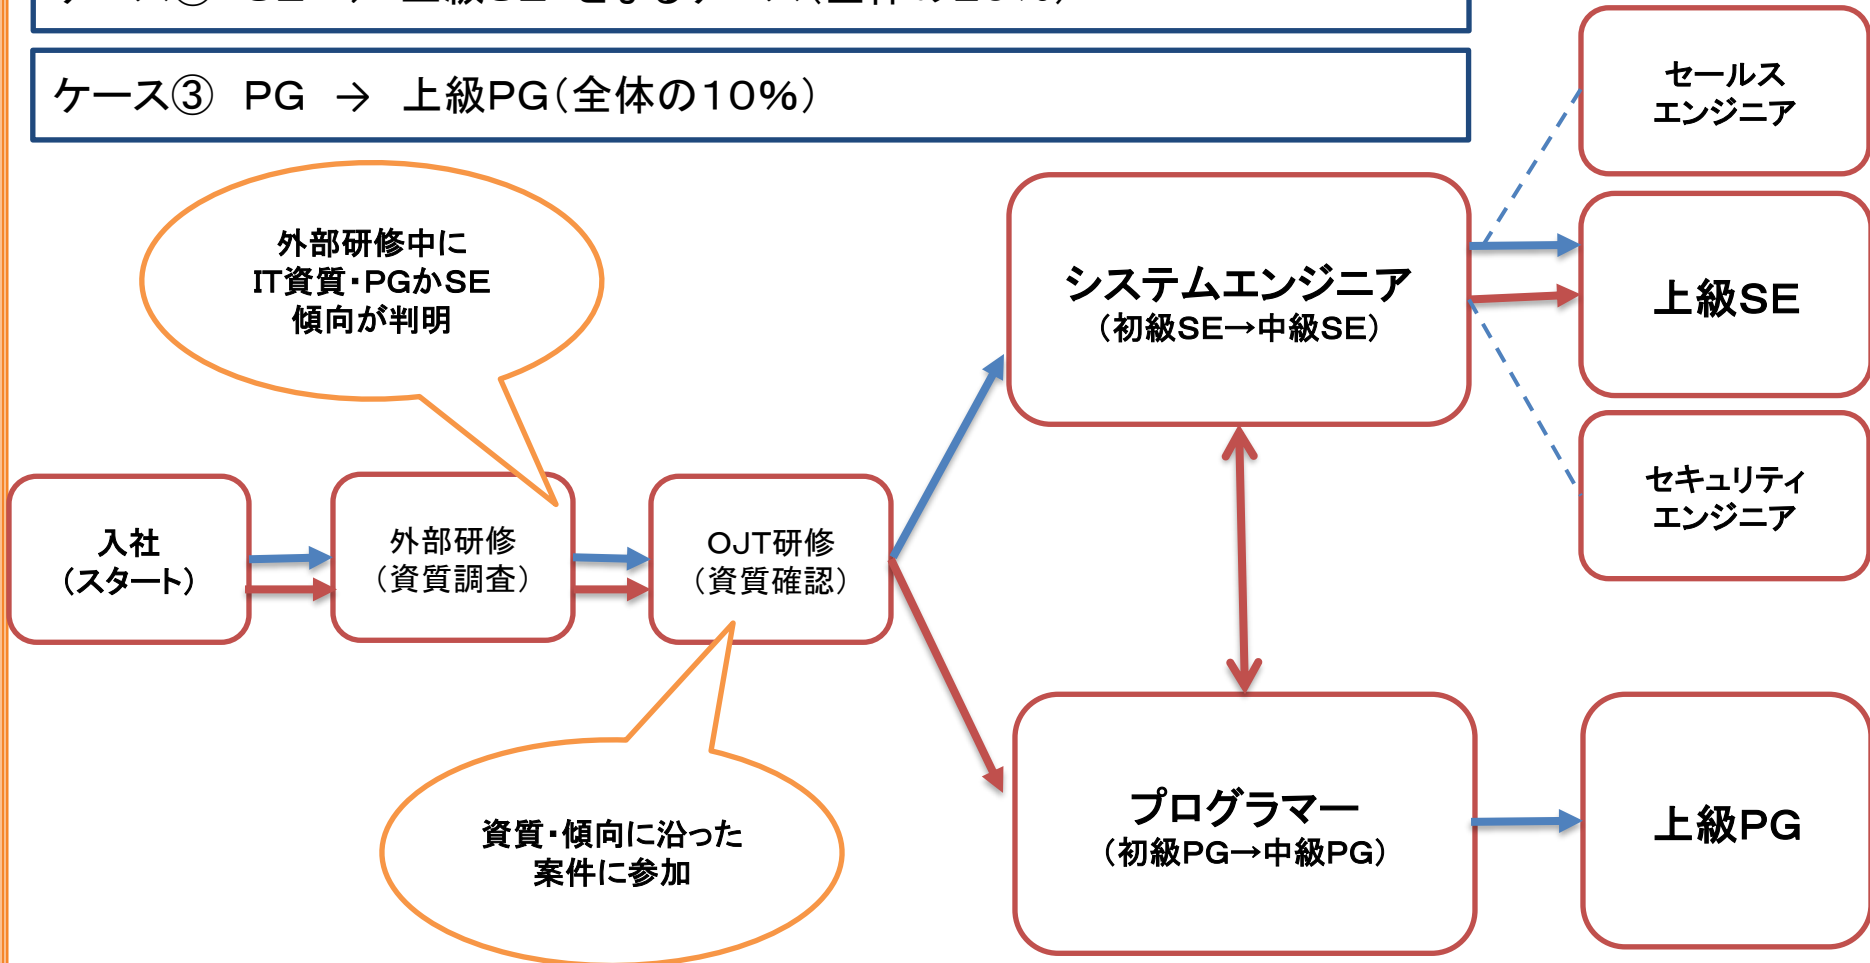 ケース③ PG → 上級PG(全体の10%)
セールス
エンジニア
外部研修中に
IT資質・PGかSE
傾向が判明
システムエンジニア
(初級SE→中級SE)
上級SE
セキュリティ
エンジニア
入社
(スタート)
外部研修
(資質調査)
OJT研修
(資質確認)
資質・傾向に沿った
案件に参加
プログラマー
(初級PG→中級PG)
上級PG